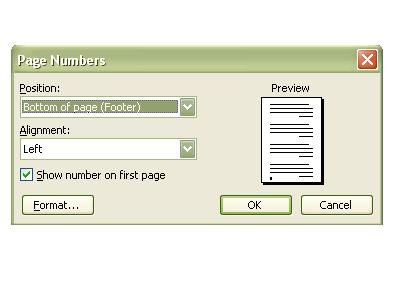 Page Numbers
Position:
Preview
Bottom of page (Footer)
Alignment:
Left
Show number on first page
Format...
OK
Cancel